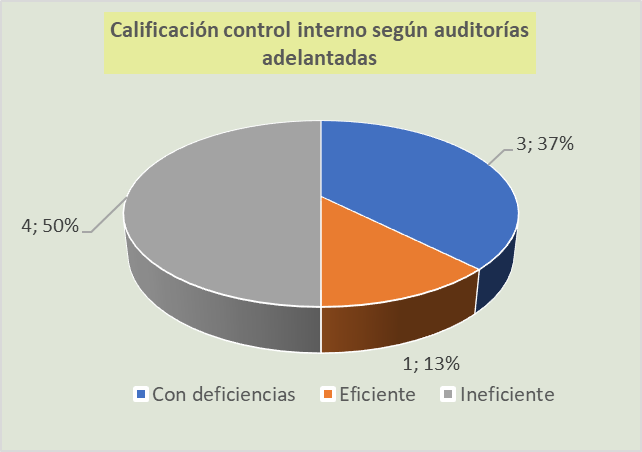 Calificación control interno según auditorías
adelantadas
3; 37%
4; 50%
1; 13%
Con deficiencias
Eficiente
Ineficiente